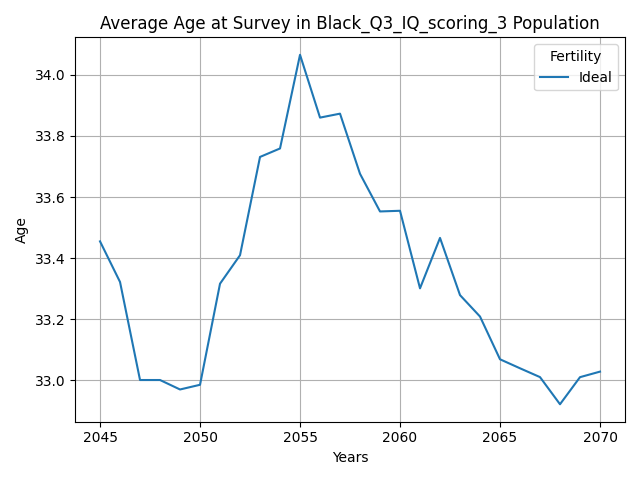 Average Age at Survey in Black_Q3_IQ_scoring_3 Population
Fertility
Ideal
34.0
33.8
33.6
33.4
33.2
33.0
Age
2045
2050
2055
2060
2065
2070
Years